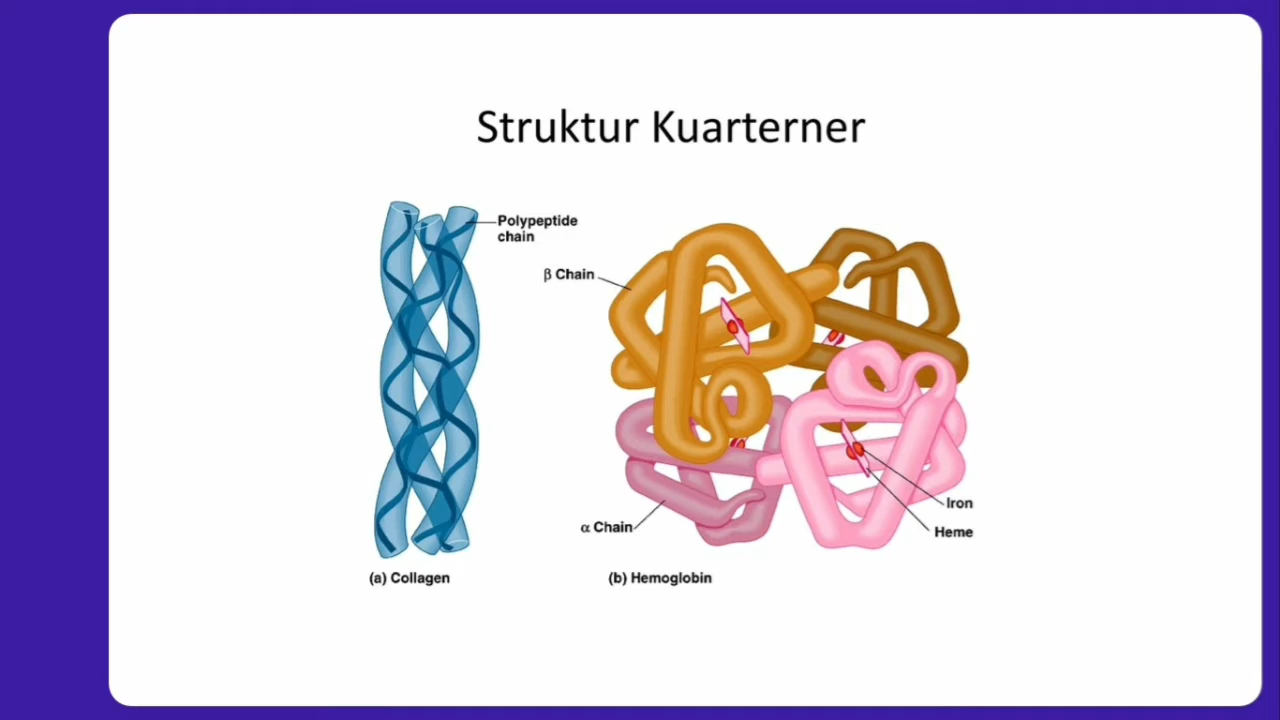 Struktur Kuarterner
Polypeptide
chain
β Chain
α Chain
Iron
Heme
(a) Collagen
(b) Hemoglobin